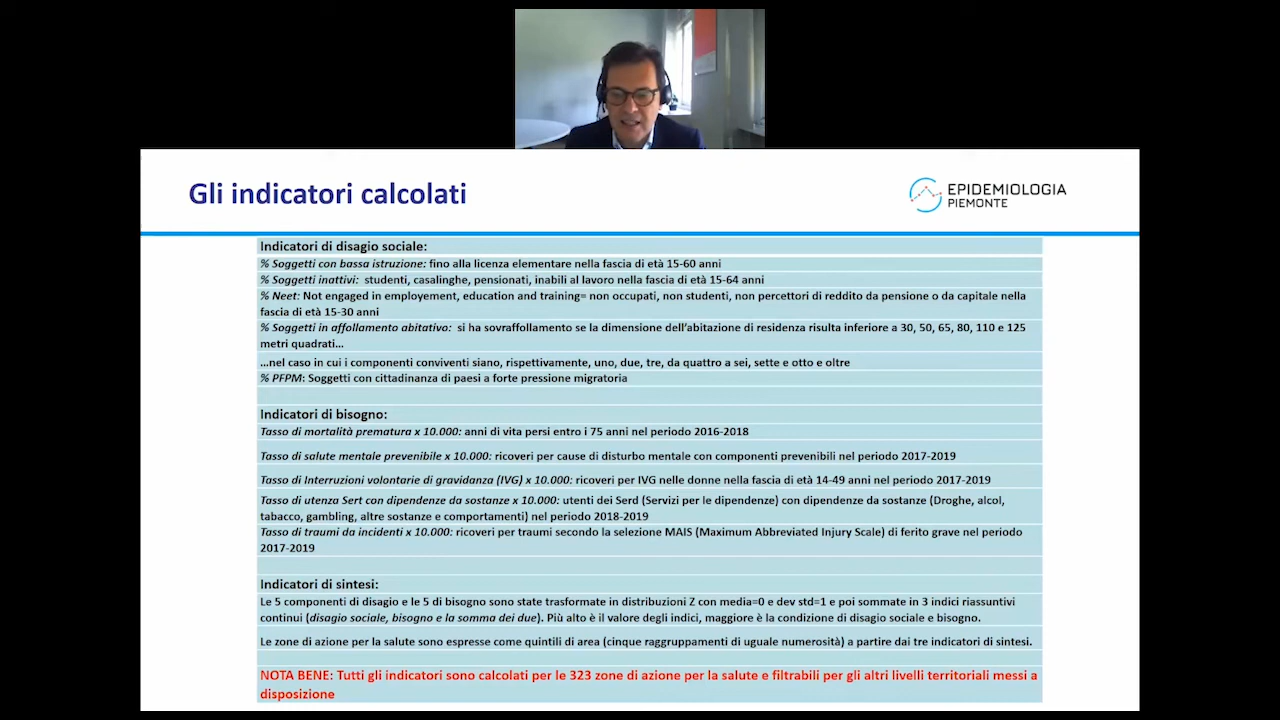 Gli indicatori calcolati
EPIDEMIOLOGIA
PIEMONTE
Indicatori di disagio sociale:
% Soggetti con bassa istruzione: fino alla licenza elementare nella fascia di età 15-60 anni
% Soggetti inattivi: studenti, casalinghe, pensionati, inabili al lavoro nella fascia di età 15-64 anni
% Neet: Not engaged in employement, education and training= non occupati, non studenti, non percettori di reddito da pensione o da capitale nella
fascia di età 15-30 anni
% Soggetti in affollamento abitativo: si ha sovraffollamento se la dimensione dell'abitazione di residenza risulta inferiore a 30, 50, 65, 80, 110 e 125
metri quadrati…
…nel caso in cui i componenti conviventi siano, rispettivamente, uno, due, tre, da quattro a sei, sette e otto e oltre
% PFPM: Soggetti con cittadinanza di paesi a forte pressione migratoria
Indicatori di bisogno:
Tasso di mortalità prematura x 10.000: anni di vita persi entro i 75 anni nel periodo 2016-2018
Tasso di salute mentale prevenibile x 10.000: ricoveri per cause di disturbo mentale con componenti prevenibili nel periodo 2017-2019
Tasso di Interruzioni volontarie di gravidanza (IVG) x 10.000: ricoveri per IVG nelle donne nella fascia di età 14-49 anni nel periodo 2017-2019
Tasso di utenza Sert con dipendenze da sostanze x 10.000: utenti dei Serd (Servizi per le dipendenze) con dipendenze da sostanze (Droghe, alcol,
tabacco, gambling, altre sostanze e comportamenti) nel periodo 2018-2019
Tasso di traumi da incidenti x 10.000: ricoveri per traumi secondo la selezione MAIS (Maximum Abbreviated Injury Scale) di ferito grave nel periodo
2017-2019
Indicatori di sintesi:
Le 5 componenti di disagio e le 5 di bisogno sono state trasformate in distribuzioni Z con media=0 e dev std=1 e poi sommate in 3 indici riassuntivi
continui (disagio sociale, bisogno e la somma dei due). Più alto è il valore degli indici, maggiore è la condizione di disagio sociale e bisogno.
Le zone di azione per la salute sono espresse come quintili di area (cinque raggruppamenti di uguale numerosità) a partire dai tre indicatori di sintesi.
NOTA BENE: Tutti gli indicatori sono calcolati per le 323 zone di azione per la salute e filtrabili per gli altri livelli territoriali messi a
disposizione